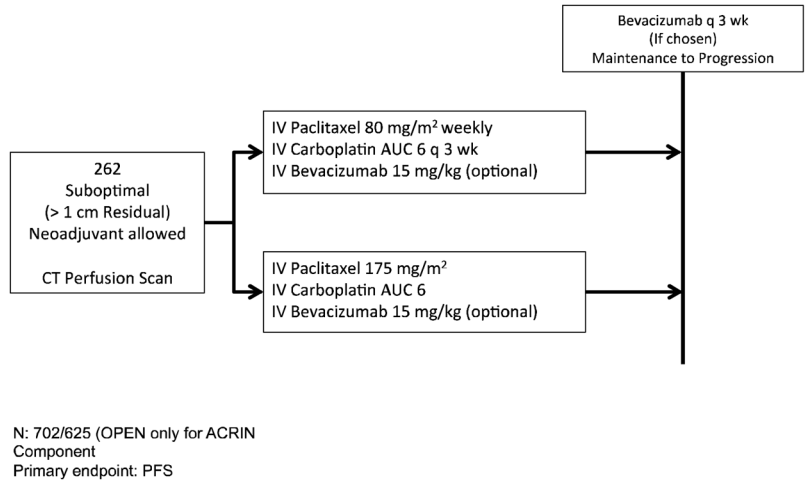 Bevacizumab q 3 wk
(If chosen)
Maintenance to Progression
IV Paclitaxel 80 mg/m² weekly
IV Carboplatin AUC 6 q 3 wk
IV Bevacizumab 15 mg/kg (optional)
262
Suboptimal
(> 1 cm Residual)
Neoadjuvant allowed
CT Perfusion Scan
IV Paclitaxel 175 mg/m²
IV Carboplatin AUC 6
IV Bevacizumab 15 mg/kg (optional)
N: 702/625 (OPEN only for ACRIN
Component
Primary endpoint: PFS